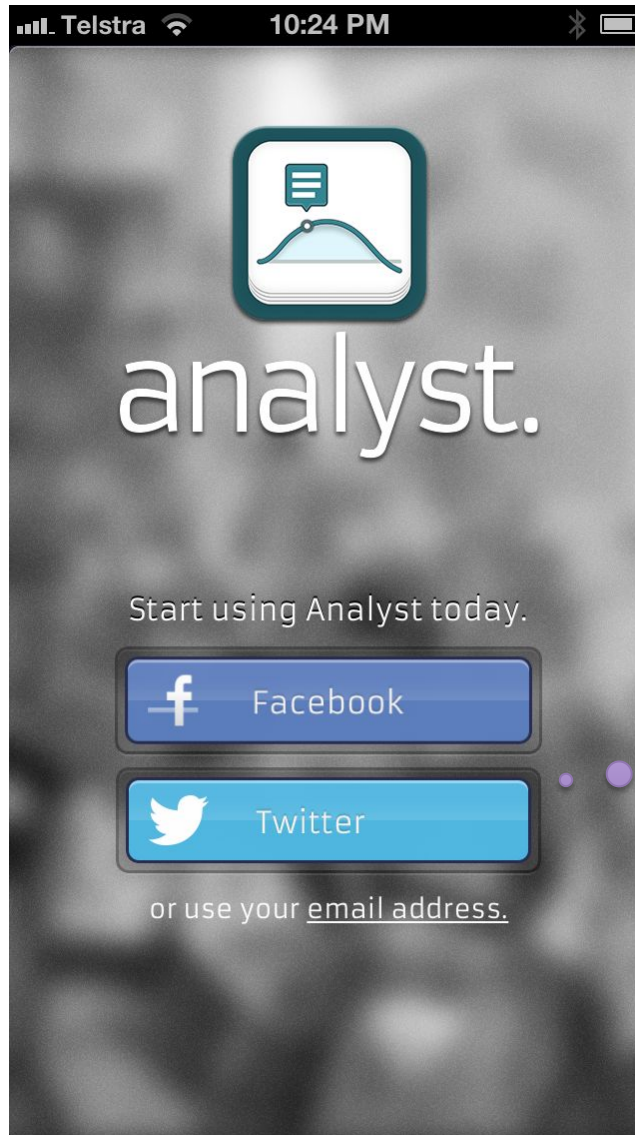 Telstra 10:24 PM
analyst.
Start using Analyst today.
f Facebook
Twitter
or use your email address.